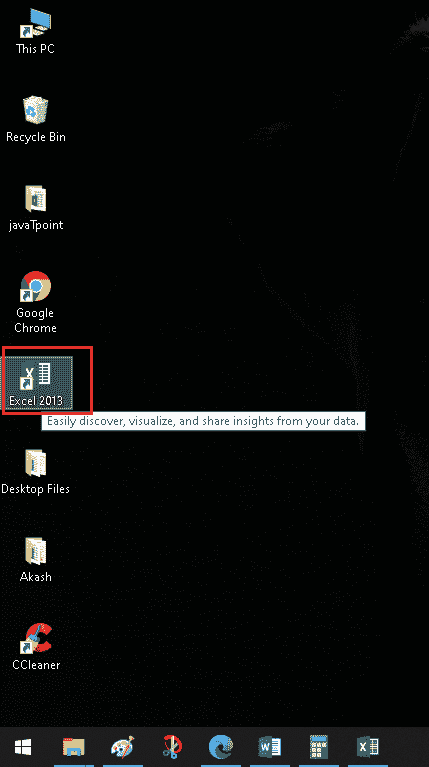 This PC
Recycle Bin
javaTpoint
Google
Chrome
Excel 2013
Easily discover, visualize, and share insights from your data.
Desktop Files
Akash
CCleaner